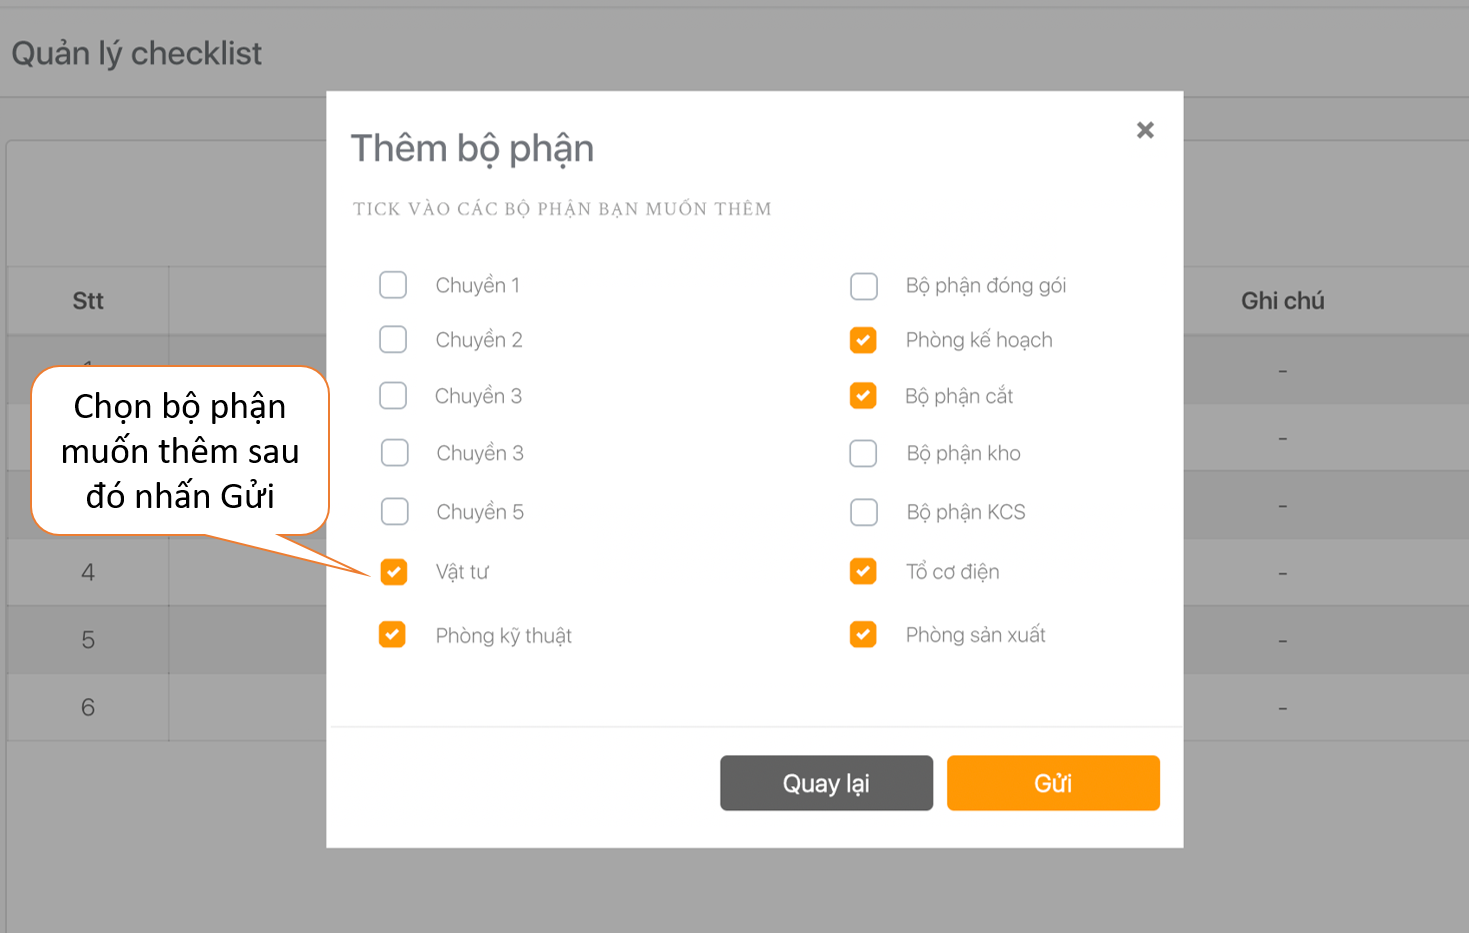 Quản lý checklist
Thêm bộ phận
TICK VÀO CÁC BỘ PHẬN BẠN MUỐN THÊM
Chuyền 1
Bộ phận đóng gói
Chuyền 2
Phòng kế hoạch
Chuyền 3
Bộ phận cắt
Chuyền 3
Bộ phận kho
Chuyền 5
Bộ phận KCS
Vật tư
Tổ cơ điện
Phòng kỹ thuật
Phòng sản xuất
Quay lại
Gửi
Stt
Ghi chú
-
-
-
4
-
5
-
6
-
Chọn bộ phận
muốn thêm sau
đó nhấn Gửi